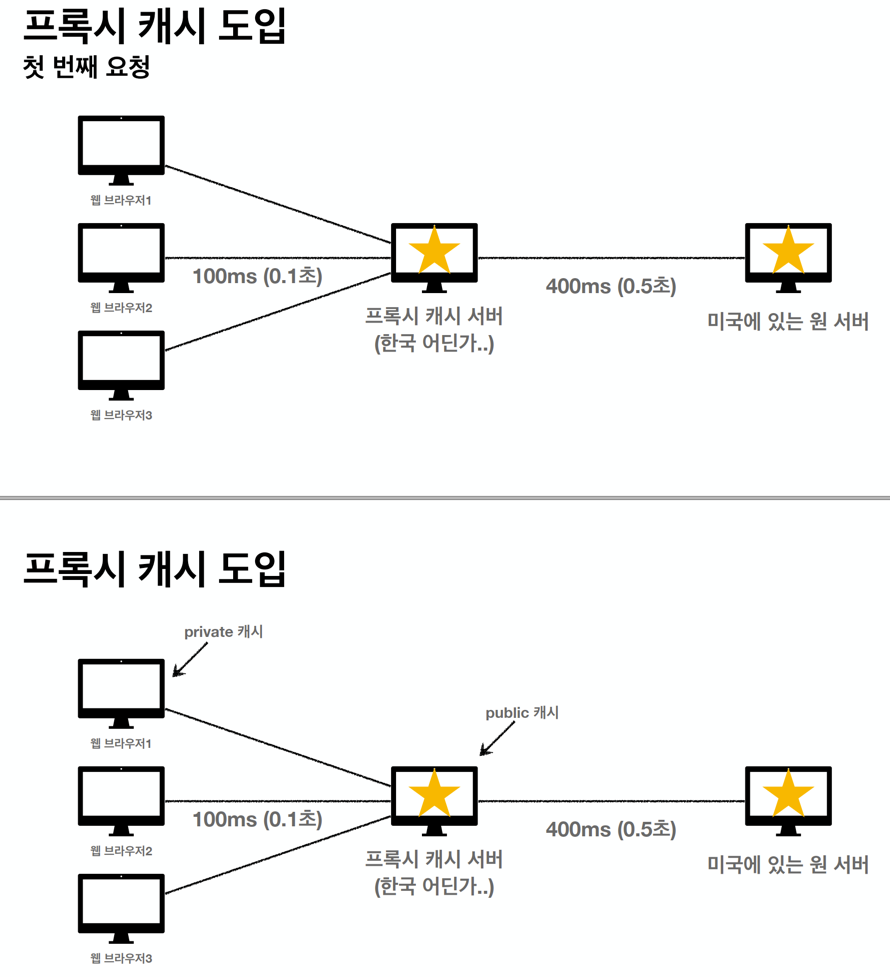 프록시 캐시 도입
첫 번째 요청
웹 브라우저1
웹 브라우저2
100ms (0.1초)
400ms (0.5초)
프록시 캐시 서버
(한국 어딘가..)
미국에 있는 원 서버
웹 브라우저3
프록시 캐시 도입
private 캐시
public 캐시
웹 브라우저1
웹 브라우저2
100ms (0.1초)
400ms (0.5초)
프록시 캐시 서버
(한국 어딘가..)
미국에 있는 원 서버
웹 브라우저3